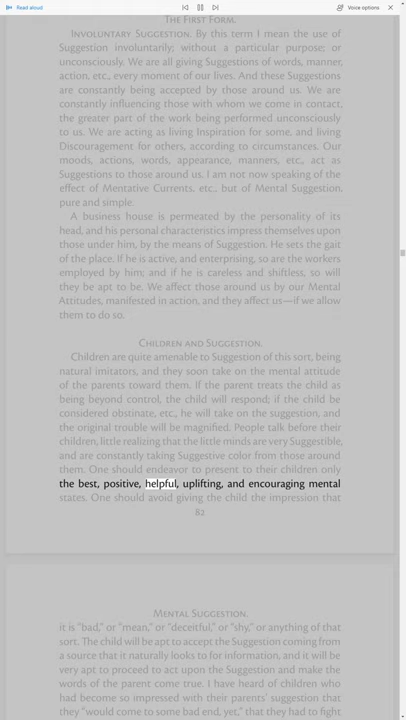 Read aloud
Voice options
The First Form.
Involuntary Suggestion. By this term I mean the use of
Suggestion involuntarily; without a particular purpose; or
unconsciously. We are all giving Suggestions of words, manner,
action, etc., every moment of our lives. And these Suggestions
are constantly being accepted by those around us. We are
constantly influencing those with whom we come in contact,
the greater part of the work being performed unconsciously
to us. We are acting as living Inspiration for some, and living
Discouragement for others, according to circumstances. Our
moods, actions, words, appearance, manners, etc., act as
Suggestions to those around us. I am not now speaking of the
effect of Mentative Currents, etc., but of Mental Suggestion,
pure and simple.
A business house is permeated by the personality of its
head, and his personal characteristics impress themselves upon
those under him, by the means of Suggestion. He sets the gait
of the place. If he is active, and enterprising, so are the workers
employed by him; and if he is careless and shiftless, so will
they be apt to be. We affect those around us by our Mental
Attitudes, manifested in action, and they affect us—if we allow
them to do so.
Children and Suggestion.
Children are quite amenable to Suggestion of this sort, being
natural imitators, and they soon take on the mental attitude
of the parents toward them. If the parent treats the child as
being beyond control, the child will respond; if the child be
considered obstinate, etc., he will take on the suggestion, and
the original trouble will be magnified. People talk before their
children, little realizing that the little minds are very Suggestible,
and are constantly taking Suggestive color from those around
them. One should endeavor to present to their children only
the best, positive, helpful, uplifting, and encouraging mental
states. One should avoid giving the child the impression that
82
Mental Suggestion.
it is "bad," or "mean," or "deceitful," or "shy," or anything of that
sort. The child will be apt to accept the Suggestion coming from
a source that it naturally looks to for information, and it will be
very apt to proceed to act upon the Suggestion and make the
words of the parent come true. I have heard of children who
had become so impressed with their parents' suggestion that
they "would come to some bad end, yet," that they had to fight